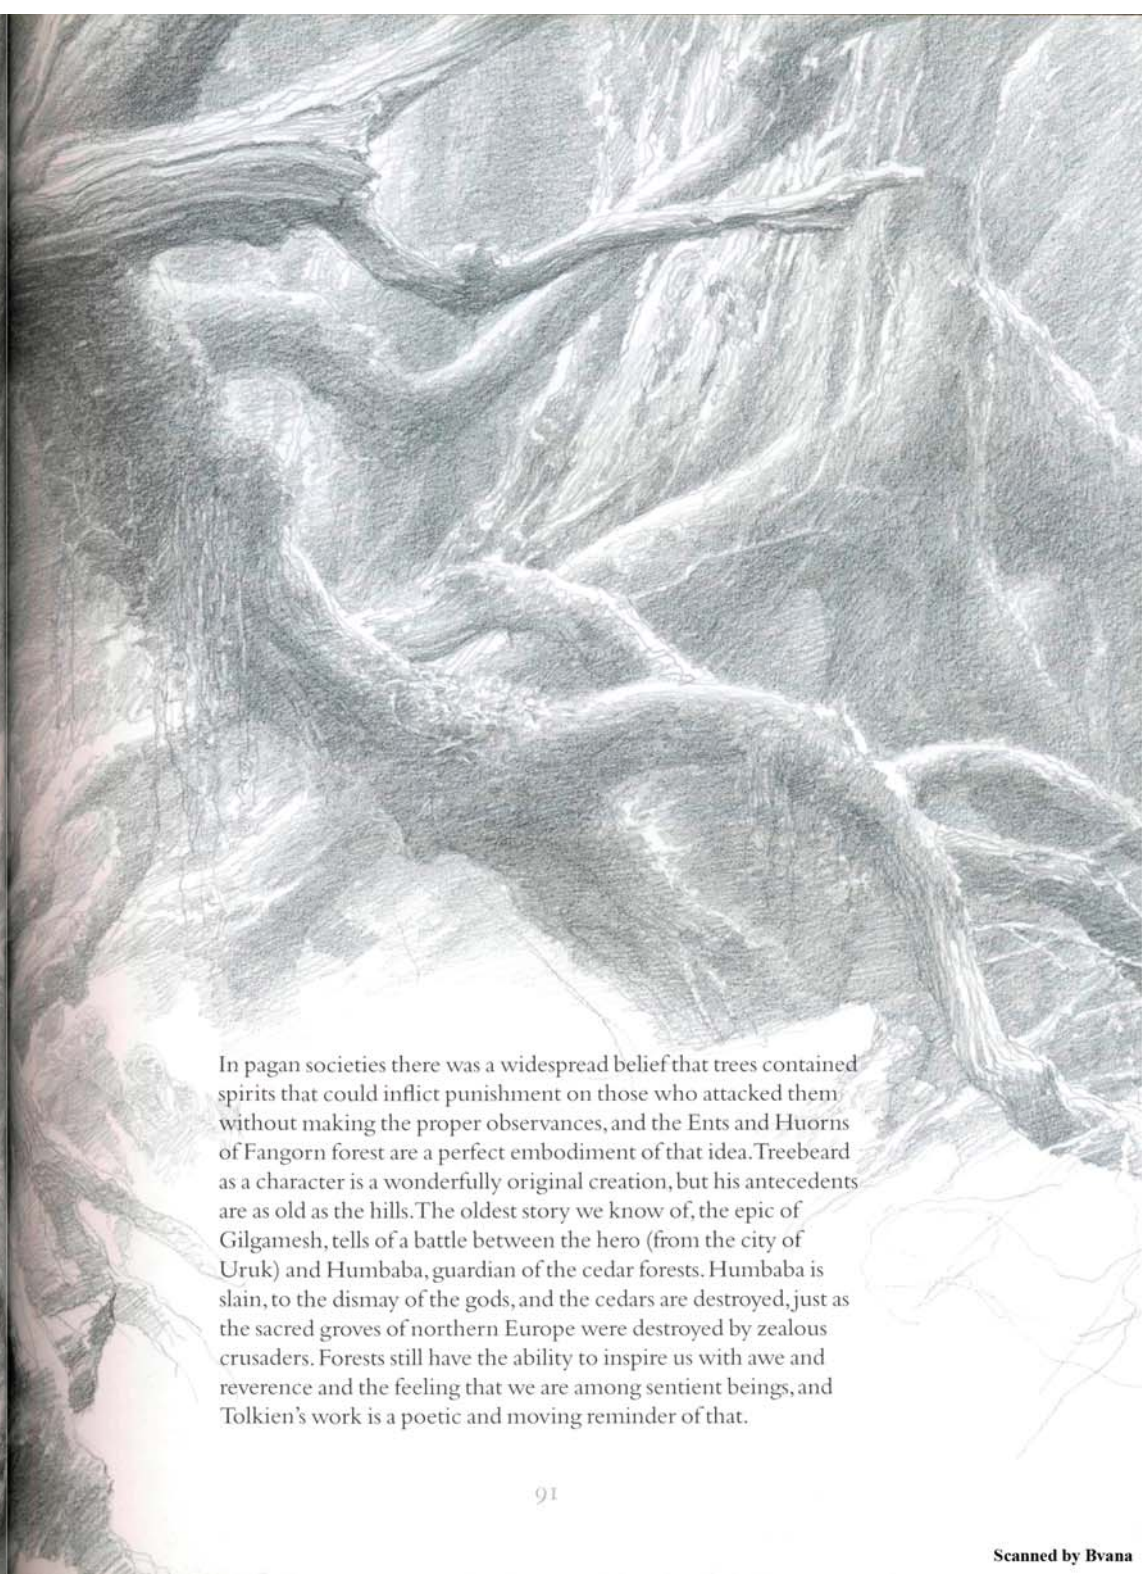 In pagan societies there was a widespread belief that trees contained
spirits that could inflict punishment on those who attacked them
without making the proper observances, and the Ents and Huorns
of Fangorn forest are a perfect embodiment of that idea. Treebeard
as a character is a wonderfully original creation, but his antecedents
are as old as the hills. The oldest story we know of, the epic of
Gilgamesh, tells of a battle between the hero (from the city of
Uruk) and Humbaba, guardian of the cedar forests. Humbaba is
slain, to the dismay of the gods, and the cedars are destroyed, just as
the sacred groves of northern Europe were destroyed by zealous
crusaders. Forests still have the ability to inspire us with awe and
reverence and the feeling that we are among sentient beings, and
Tolkien's work is a poetic and moving reminder of that.
91
Scanned by Bvana